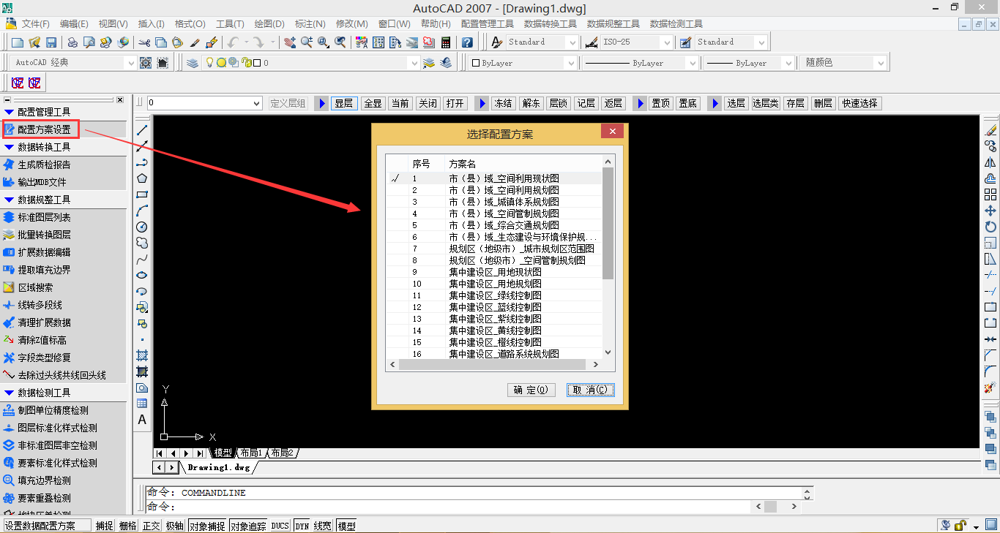 AutoCAD 2007 - [Drawing1.dwg]
文件(F) 编辑(E) 视图(V) 插入(I) 格式(O) 工具(T) 绘图(D) 标注(N) 修改(M) 窗口(W) 帮助(H) 配置管理工具 数据转换工具 数据规整工具 数据检测工具
Standard ISO-25 Standard
AutoCAD 经典 0 ByLayer ByLayer ByLayer 随颜色
0 定义层组 显层 全显 当前 关闭 打开 冻结 解冻 层锁 记层 返层 置顶 置底 选层 选层类 存层 删层 快速选择
配置管理工具
配置方案设置
数据转换工具
生成质检报告
输出MDB文件
数据规整工具
标准图层列表
批量转换图层
扩展数据编辑
提取填充边界
区域搜索
线转多段线
清理扩展数据
清除Z值标高
字段类型修复
去除过头线共线回头线
数据检测工具
制图单位精度检测
图层标准化样式检测
非标准图层非空检测
要素标准化样式检测
填充边界检测
要素重叠检测
选择配置方案
序号 方案名
√ 1 市（县）域_空间利用现状图
2 市（县）域_空间利用规划图
3 市（县）域_城镇体系规划图
4 市（县）域_空间管制规划图
5 市（县）域_综合交通规划图
6 市（县）域_生态建设与环境保护规...
7 规划区（地级市）_城市规划区范围图
8 规划区（地级市）_空间管制规划图
9 集中建设区_用地现状图
10 集中建设区_用地规划图
11 集中建设区_绿线控制图
12 集中建设区_蓝线控制图
13 集中建设区_紫线控制图
14 集中建设区_黄线控制图
15 集中建设区_橙线控制图
16 集中建设区_道路系统规划图
确 定(O) 取 消(C)
A
Y
X
模型 布局1 布局2
Drawing1.dwg
命令: COMMANDLINE
命令:
设置数据配置方案 捕捉 栅格 正交 极轴 对象捕捉 对象追踪 DUCS DYN 线宽 模型